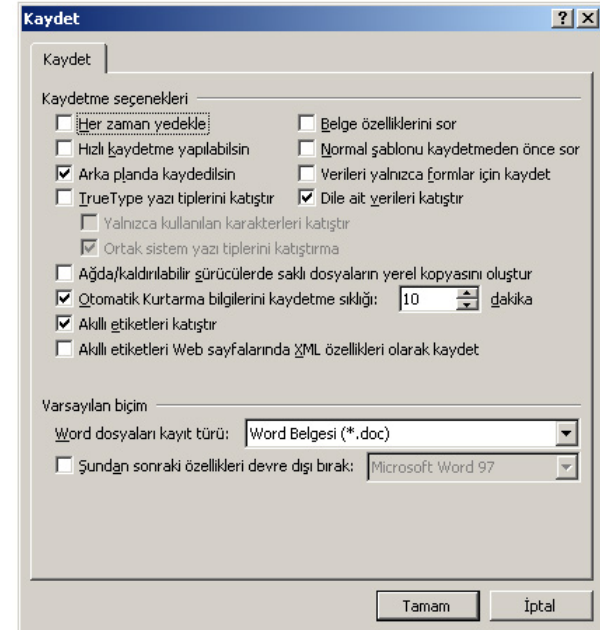 Kaydet
Kaydet
Kaydetme seçenekleri
Her zaman yedekle
Belge özelliklerini sor
Hızlı kaydetme yapılabilsin
Normal şablonu kaydetmeden önce sor
Arka planda kaydedilsin
Verileri yalnızca formlar için kaydet
TrueType yazı tiplerini katıştır
Dile ait verileri katıştır
Yalnızca kullanılan karakterleri katıştır
Ortak sistem yazı tiplerini katıştırma
Ağda/kaldırılabilir sürücülerde saklı dosyaların yerel kopyasını oluştur
Otomatik Kurtarma bilgilerini kaydetme sıklığı: 10 dakika
Akıllı etiketleri katıştır
Akıllı etiketleri Web sayfalarında XML özellikleri olarak kaydet
Varsayılan biçim
Word dosyaları kayıt türü: Word Belgesi (*.doc)
Şundan sonraki özellikleri devre dışı bırak: Microsoft Word 97
Tamam
İptal